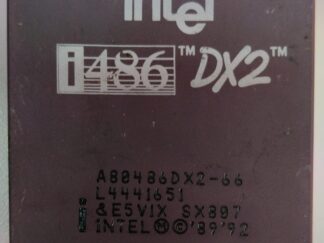 intel
i486™ DX2™
A80486DX2-66
L4441651
i &E5V1X SX807
INTEL Ⓜ © '89 '92